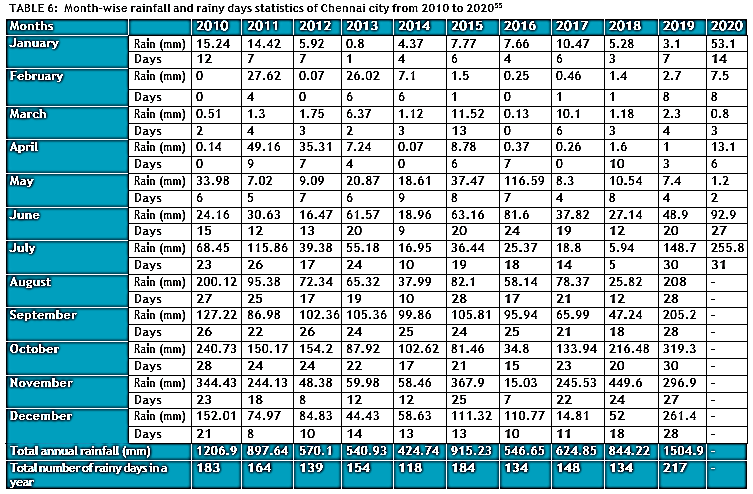 TABLE 6: Month-wise rainfall and rainy days statistics of Chennai city from 2010 to 2020⁵⁵
Months 2010 2011 2012 2013 2014 2015 2016 2017 2018 2019 2020
January Rain (mm) 15.24 14.42 5.92 0.8 4.37 7.77 7.66 10.47 5.28 3.1 53.1
Days 12 7 7 1 4 6 4 6 3 7 14
February Rain (mm) 0 27.62 0.07 26.02 7.1 1.5 0.25 0.46 1.4 2.7 7.5
Days 0 4 0 6 6 1 0 1 1 8 8
March Rain (mm) 0.51 1.3 1.75 6.37 1.12 11.52 0.13 10.1 1.18 2.3 0.8
Days 2 4 3 2 3 13 0 6 3 4 3
April Rain (mm) 0.14 49.16 35.31 7.24 0.07 8.78 0.37 0.26 1.6 1 13.1
Days 0 9 7 4 0 6 7 0 10 3 6
May Rain (mm) 33.98 7.02 9.09 20.87 18.61 37.47 116.59 8.3 10.54 7.4 1.2
Days 6 5 7 6 9 8 7 4 8 4 2
June Rain (mm) 24.16 30.63 16.47 61.57 18.96 63.16 81.6 37.82 27.14 48.9 92.9
Days 15 12 13 20 9 20 24 19 12 20 27
July Rain (mm) 68.45 115.86 39.38 55.18 16.95 36.44 25.37 18.8 5.94 148.7 255.8
Days 23 26 17 24 10 19 18 14 5 30 31
August Rain (mm) 200.12 95.38 72.34 65.32 37.99 82.1 58.14 78.37 25.82 208 -
Days 27 25 17 19 10 28 17 21 12 28 -
September Rain (mm) 127.22 86.98 102.36 105.36 99.86 105.81 95.94 65.99 47.24 205.2 -
Days 26 22 26 24 25 24 25 21 18 28 -
October Rain (mm) 240.73 150.17 154.2 87.92 102.62 81.46 34.8 133.94 216.48 319.3 -
Days 28 24 24 22 17 21 15 23 20 30 -
November Rain (mm) 344.43 244.13 48.38 59.98 58.46 367.9 15.03 245.53 449.6 296.9 -
Days 23 18 8 12 12 25 7 22 24 27 -
December Rain (mm) 152.01 74.97 84.83 44.43 58.63 111.32 110.77 14.81 52 261.4 -
Days 21 8 10 14 13 13 10 11 18 28 -
Total annual rainfall (mm) 1206.9 897.64 570.1 540.93 424.74 915.23 546.65 624.85 844.22 1504.9 -
Total number of rainy days in a year 183 164 139 154 118 184 134 148 134 217 -